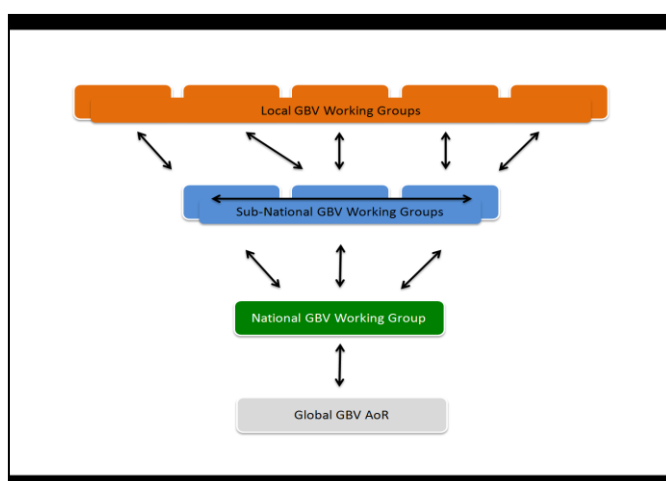 Local GBV Working Groups
Sub-National GBV Working Groups
National GBV Working Group
Global GBV AoR